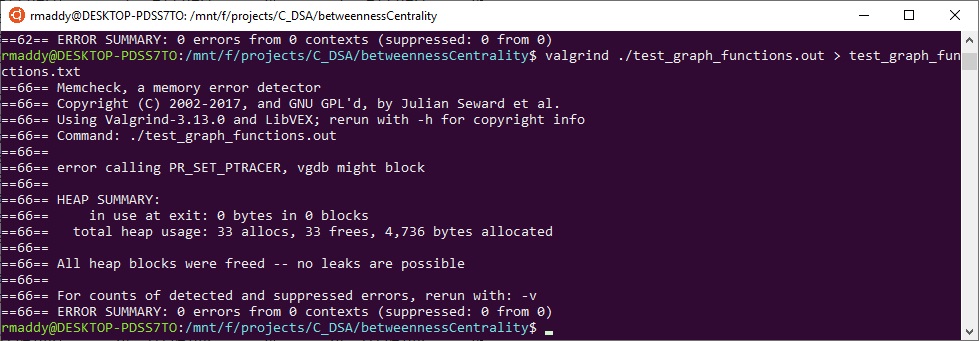 rmaddy@DESKTOP-PDSS7TO: /mnt/f/projects/C_DSA/betweennessCentrality
==62== ERROR SUMMARY: 0 errors from 0 contexts (suppressed: 0 from 0)
rmaddy@DESKTOP-PDSS7TO:/mnt/f/projects/C_DSA/betweennessCentrality$ valgrind ./test_graph_functions.out > test_graph_fun
ctions.txt
==66== Memcheck, a memory error detector
==66== Copyright (C) 2002-2017, and GNU GPL'd, by Julian Seward et al.
==66== Using Valgrind-3.13.0 and LibVEX; rerun with -h for copyright info
==66== Command: ./test_graph_functions.out
==66==
==66== error calling PR_SET_PTRACER, vgdb might block
==66==
==66== HEAP SUMMARY:
==66==     in use at exit: 0 bytes in 0 blocks
==66==   total heap usage: 33 allocs, 33 frees, 4,736 bytes allocated
==66==
==66== All heap blocks were freed -- no leaks are possible
==66==
==66== For counts of detected and suppressed errors, rerun with: -v
==66== ERROR SUMMARY: 0 errors from 0 contexts (suppressed: 0 from 0)
rmaddy@DESKTOP-PDSS7TO:/mnt/f/projects/C_DSA/betweennessCentrality$